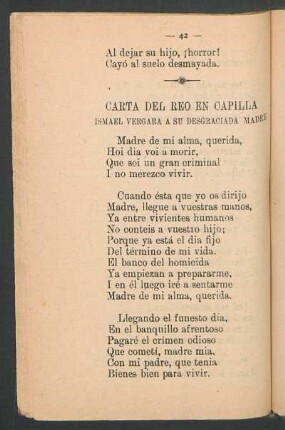 — 42 —
Al dejar su hijo, ¡horror!
Cayó al suelo desmayada.
CARTA DEL REO EN CAPILLA
ISMAEL VERGARA A SU DESGRACIADA MADRE
Madre de mi alma, querida,
Hoi dia voi a morir,
Que soi un gran criminal
I no merezco vivir.
Cuando ésta que yo os dirijo
Madre, llegue a vuestras manos,
Ya entre vivientes humanos
No conteis a vuestro hijo;
Porque ya está el dia fijo
Del término de mi vida.
El banco del homicida
Ya empiezan a prepararme,
I en él luego iré a sentarme
Madre de mi alma, querida.
Llegando el funesto dia,
En el banquillo afrentoso
Pagaré el crímen odioso
Que cometí, madre mia,
Con mi padre, que tenia
Bienes bien para vivir.